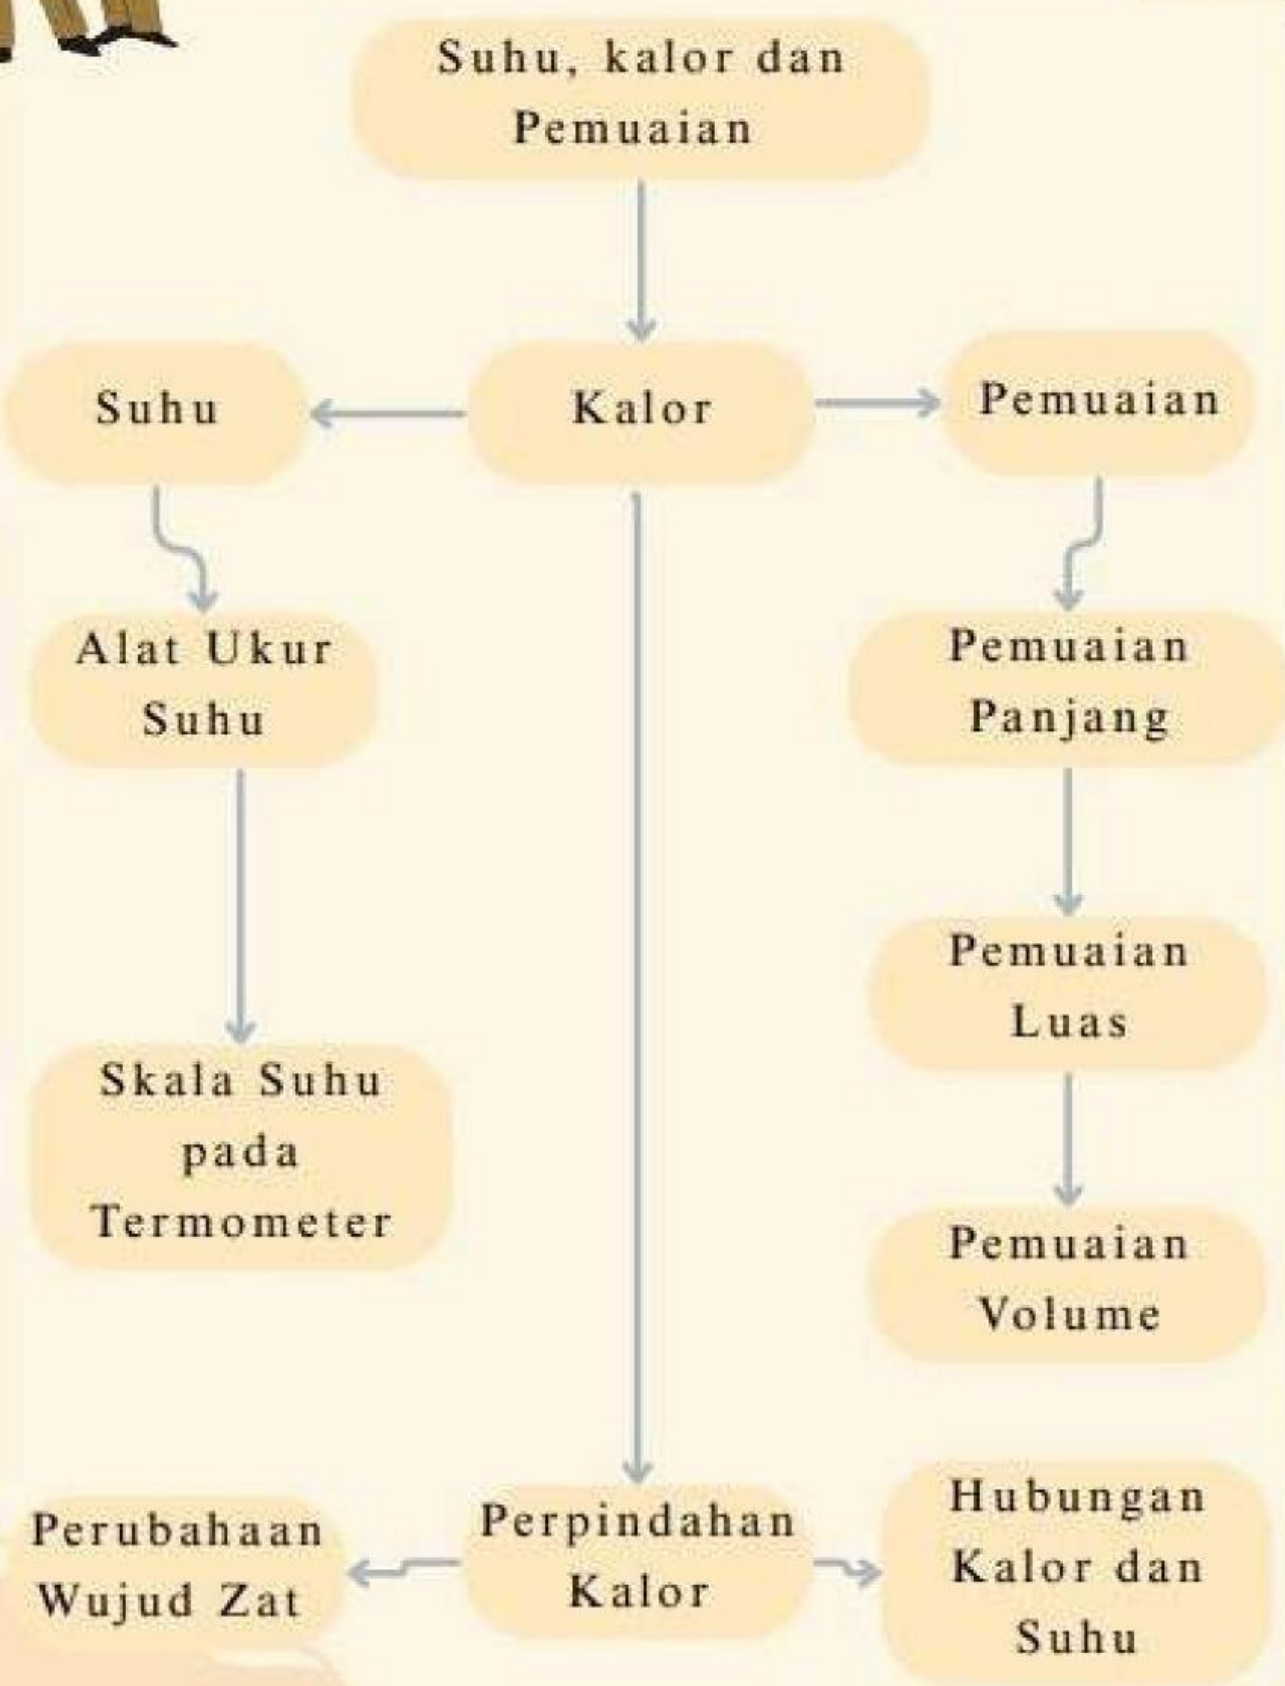 Suhu, kalor dan
Pemuaian
Suhu
Kalor
Pemuaian
Alat Ukur
Suhu
Pemuaian
Panjang
Pemuaian
Luas
Skala Suhu
pada
Termometer
Pemuaian
Volume
Perubahaan
Wujud Zat
Perpindahan
Kalor
Hubungan
Kalor dan
Suhu